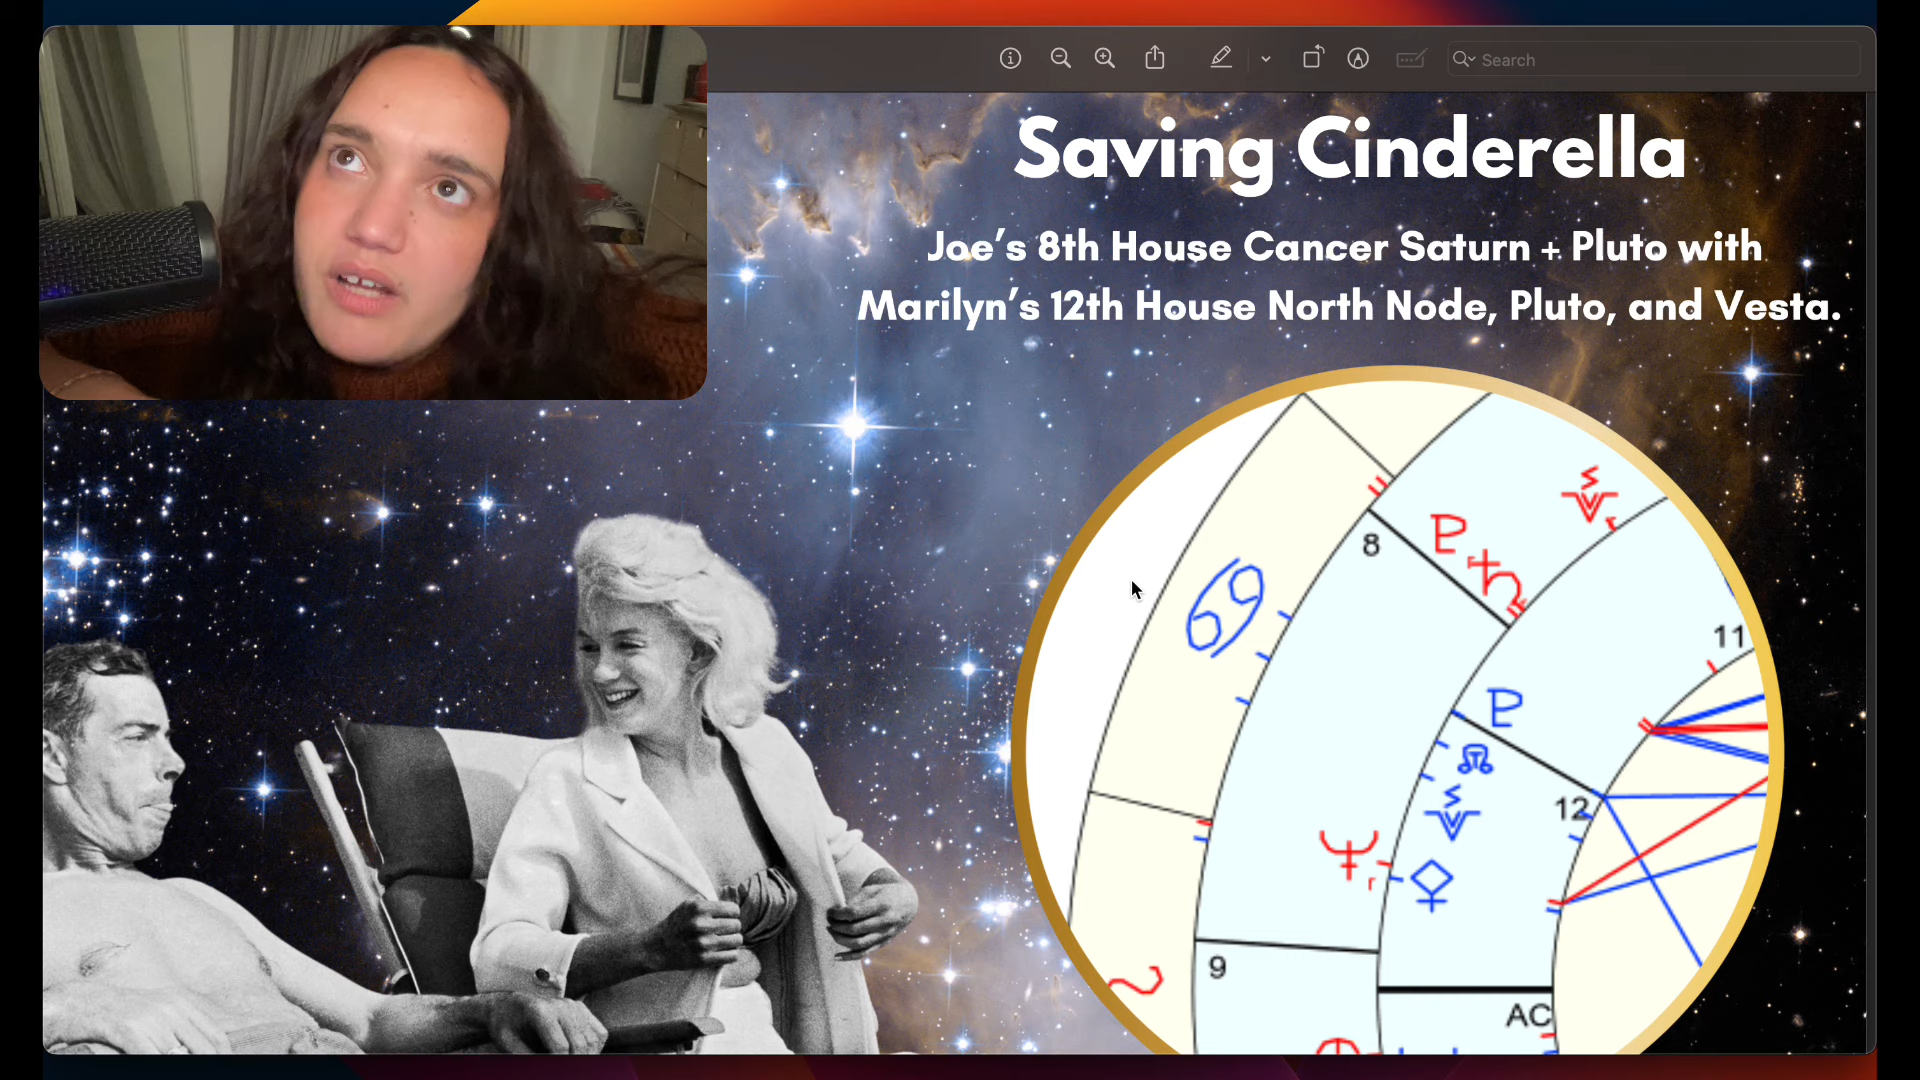 Search
Saving Cinderella
Joe's 8th House Cancer Saturn + Pluto with
Marilyn's 12th House North Node, Pluto, and Vesta.
8
11
12
r
9
AC